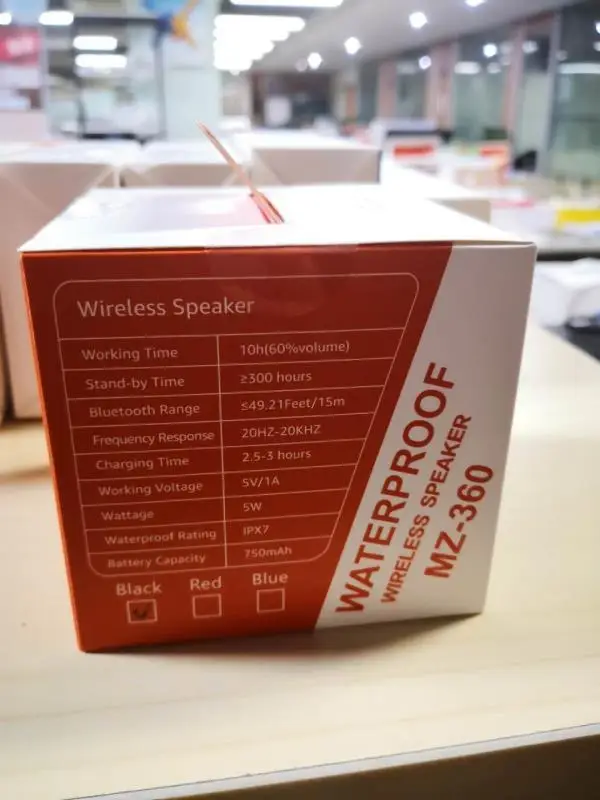 Wireless Speaker
Working Time 10h(60%volume)
Stand-by Time ≥300 hours
Bluetooth Range ≤49.21Feet/15m
Frequency Response 20HZ-20KHZ
Charging Time 2.5-3 hours
Working Voltage 5V/1A
Wattage 5W
Waterproof Rating IPX7
Battery Capacity 750mAh
Black Red Blue
WATERPROOF
WIRELESS SPEAKER
MZ-360